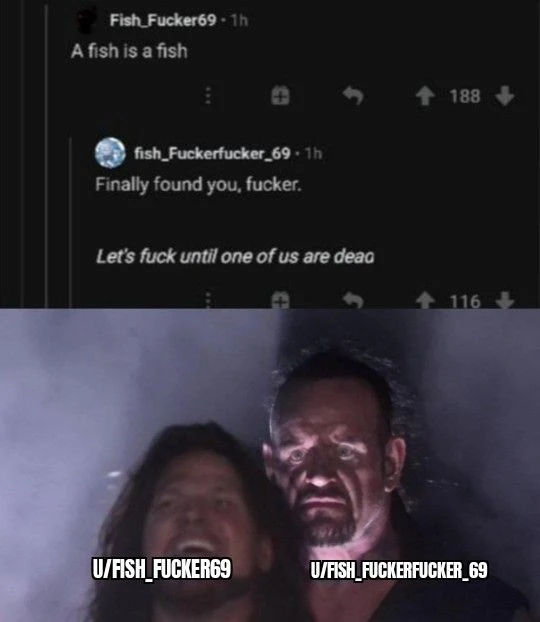 Fish_Fucker69 · 1h
A fish is a fish
188
fish_Fuckerfucker_69 · 1h
Finally found you, fucker.
Let's fuck until one of us are dead
116
U/FISH_FUCKER69
U/FISH_FUCKERFUCKER_69